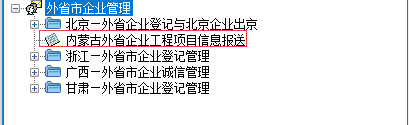 外省市企业管理
北京－外省企业登记与北京企业出京
内蒙古外省企业工程项目信息报送
浙江－外省市企业登记管理
广西－外省市企业诚信管理
甘肃－外省市企业登记管理